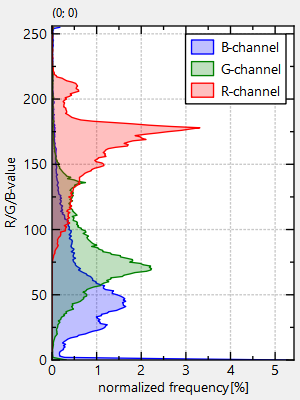 (0; 0)
250
200
150
100
50
0
R/G/B-value
B-channel
G-channel
R-channel
0 1 2 3 4 5
normalized frequency [%]